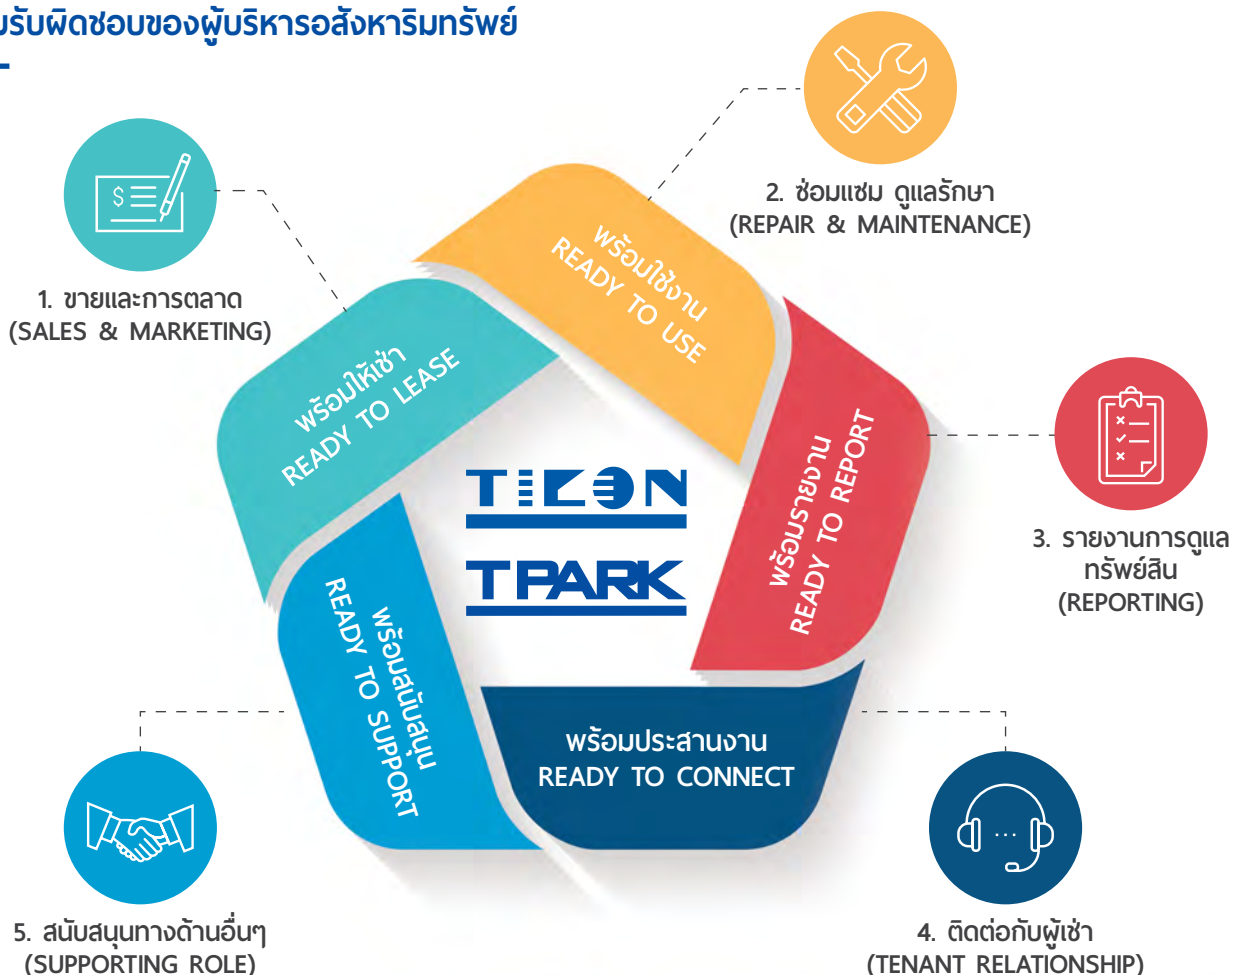 มรับผิดชอบของผู้บริหารอสังหาริมทรัพย์
1. ขายและการตลาด
(SALES & MARKETING)
2. ซ่อมแซม ดูแลรักษา
(REPAIR & MAINTENANCE)
3. รายงานการดูแล
ทรัพย์สิน
(REPORTING)
4. ติดต่อกับผู้เช่า
(TENANT RELATIONSHIP)
5. สนับสนุนทางด้านอื่นๆ
(SUPPORTING ROLE)
พร้อมให้เช่า
READY TO LEASE
พร้อมใช้งาน
READY TO USE
พร้อมรายงาน
READY TO REPORT
พร้อมประสานงาน
READY TO CONNECT
พร้อมสนับสนุน
READY TO SUPPORT
TICON
TPARK
$